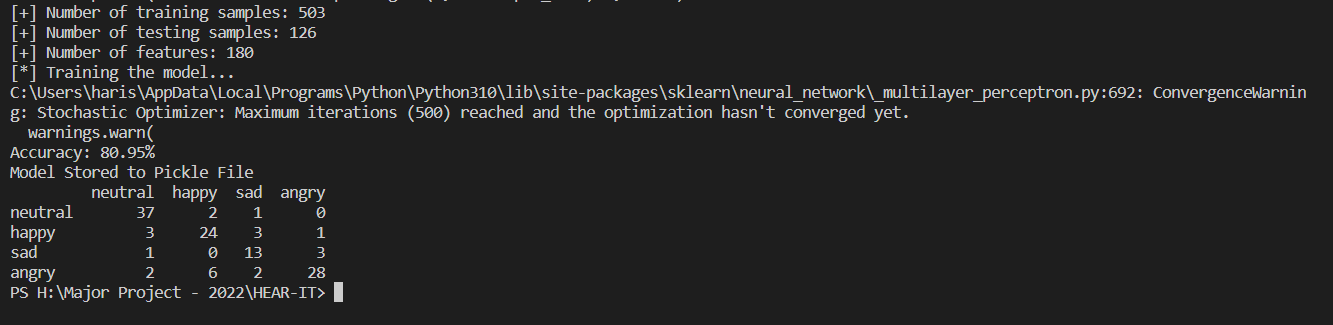 [+] Number of training samples: 503
[+] Number of testing samples: 126
[+] Number of features: 180
[*] Training the model...
C:\Users\haris\AppData\Local\Programs\Python\Python310\lib\site-packages\sklearn\neural_network\_multilayer_perceptron.py:692: ConvergenceWarnin
g: Stochastic Optimizer: Maximum iterations (500) reached and the optimization hasn't converged yet.
  warnings.warn(
Accuracy: 80.95%
Model Stored to Pickle File
         neutral  happy  sad  angry
neutral       37      2    1      0
happy          3     24    3      1
sad            1      0   13      3
angry          2      6    2     28
PS H:\Major Project - 2022\HEAR-IT>